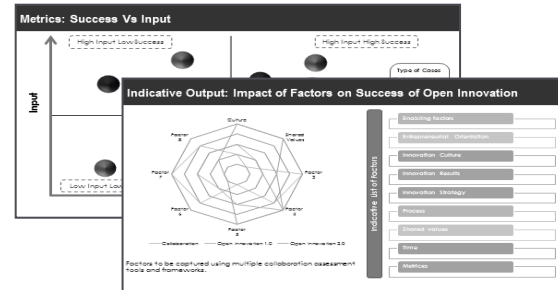 Metrics: Success Vs Input
High Input Low Success
High Input High Success
Type of Cases
Input
Low Input Low
Indicative Output: Impact of Factors on Success of Open Innovation
Culture
Factor
8
Shared
Values
Factor
7
Factor
3
Factor
6
Factor
4
Factor
5
Collaboration
Open Innovation 1.0
Open Innovation 2.0
Factors to be captured using multiple collaboration assessment
tools and frameworks.
Indicative List of Factors
Enabling factors
Entrepreneurial Orientation
Innovation Culture
Innovation Results
Innovation Strategy
Process
Shared values
Time
Metrices